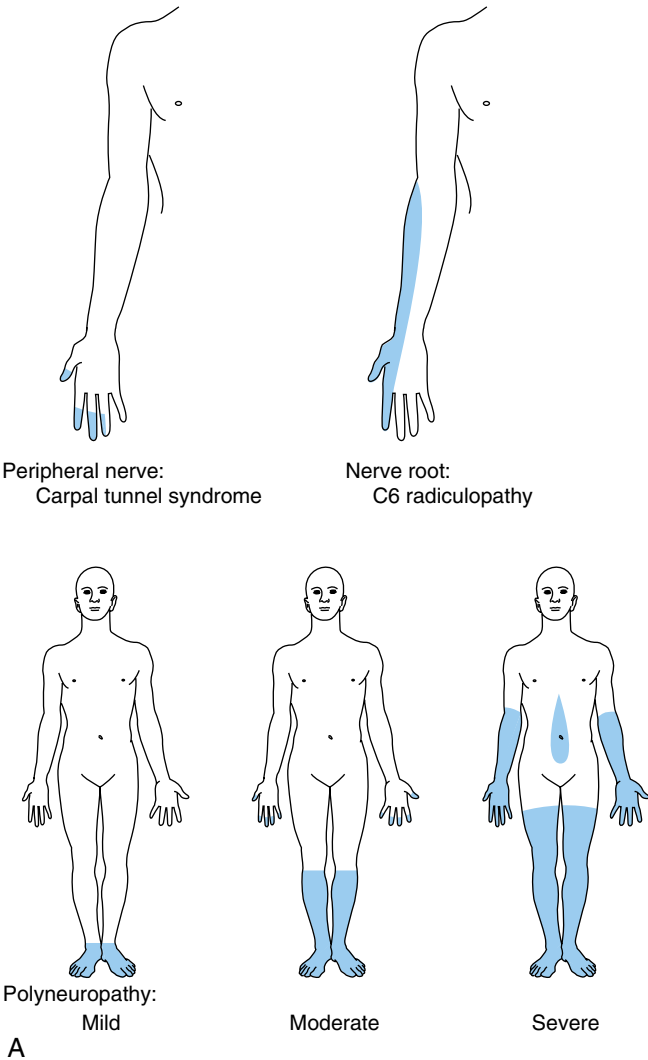 Peripheral nerve:
Carpal tunnel syndrome
Nerve root:
C6 radiculopathy
Polyneuropathy:
Mild
Moderate
Severe
A